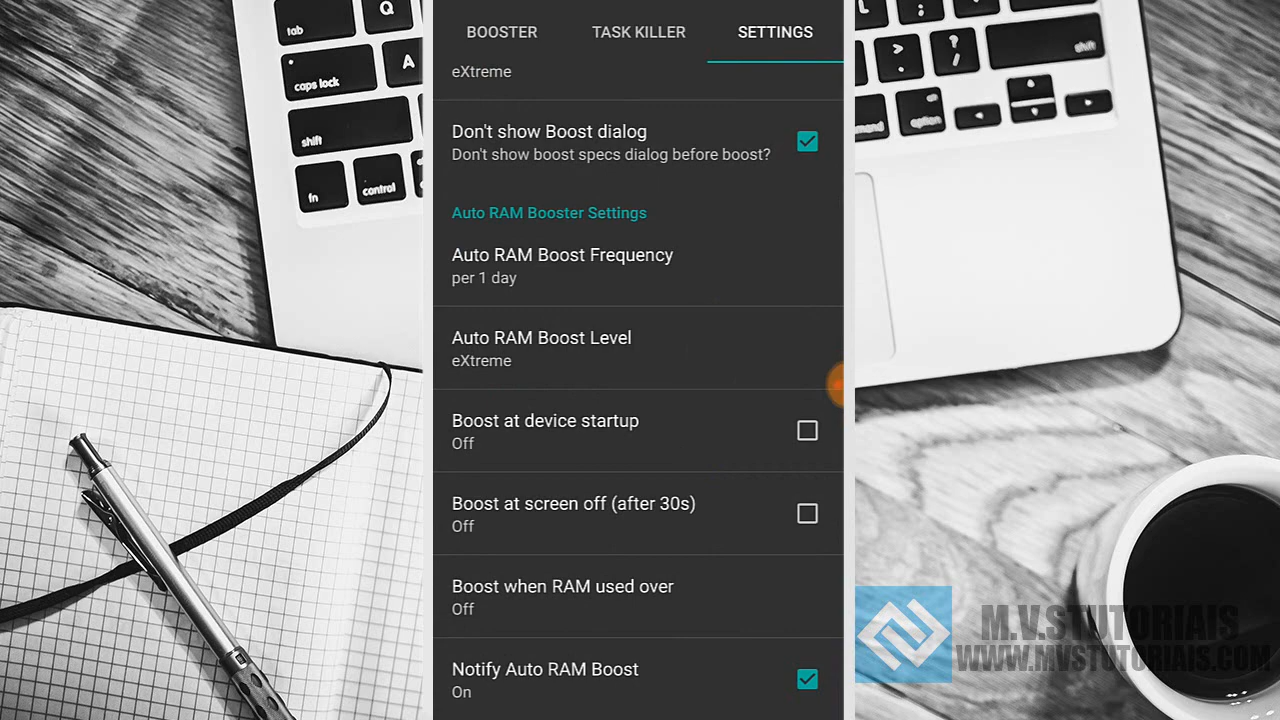 tab
Q
caps lock
A
shift
fn
control
BOOSTER
TASK KILLER
SETTINGS
eXtreme
Don't show Boost dialog
Don't show boost specs dialog before boost?
Auto RAM Booster Settings
Auto RAM Boost Frequency
per 1 day
Auto RAM Boost Level
eXtreme
Boost at device startup
Off
Boost at screen off (after 30s)
Off
Boost when RAM used over
Off
Notify Auto RAM Boost
On
shift
option
M.V.STUTORIAIS
WWW.MVSTUTORIAIS.COM